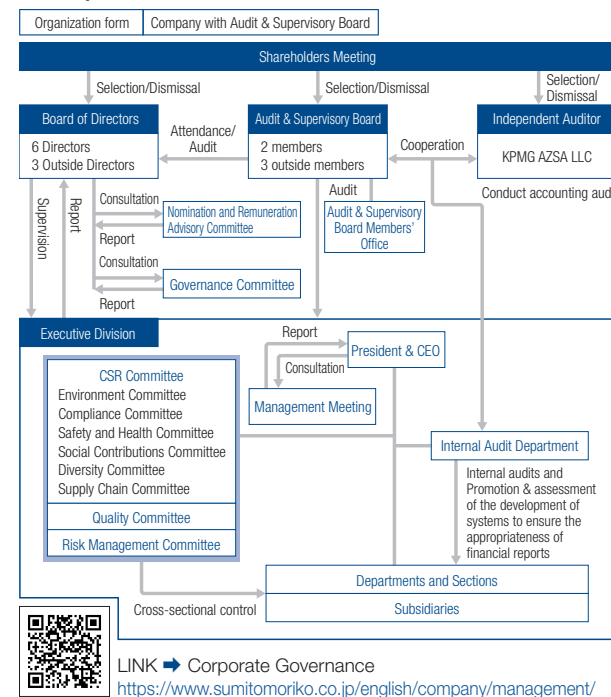 Organization form
Company with Audit & Supervisory Board
Shareholders Meeting
Selection/Dismissal
Selection/Dismissal
Selection/
Dismissal
Board of Directors
6 Directors
3 Outside Directors
Attendance/
Audit
Audit & Supervisory Board
2 members
3 outside members
Cooperation
Independent Auditor
KPMG AZSA LLC
Conduct accounting aud
Supervision
Report
Consultation
Report
Nomination and Remuneration
Advisory Committee
Consultation
Report
Governance Committee
Audit
Audit & Supervisory
Board Members'
Office
Executive Division
CSR Committee
Environment Committee
Compliance Committee
Safety and Health Committee
Social Contributions Committee
Diversity Committee
Supply Chain Committee
Quality Committee
Risk Management Committee
Report
Consultation
President & CEO
Management Meeting
Internal Audit Department
Internal audits and
Promotion & assessment
of the development of
systems to ensure the
appropriateness of
financial reports
Departments and Sections
Subsidiaries
Cross-sectional control
LINK ➡ Corporate Governance
https://www.sumitomoriko.co.jp/english/company/management/